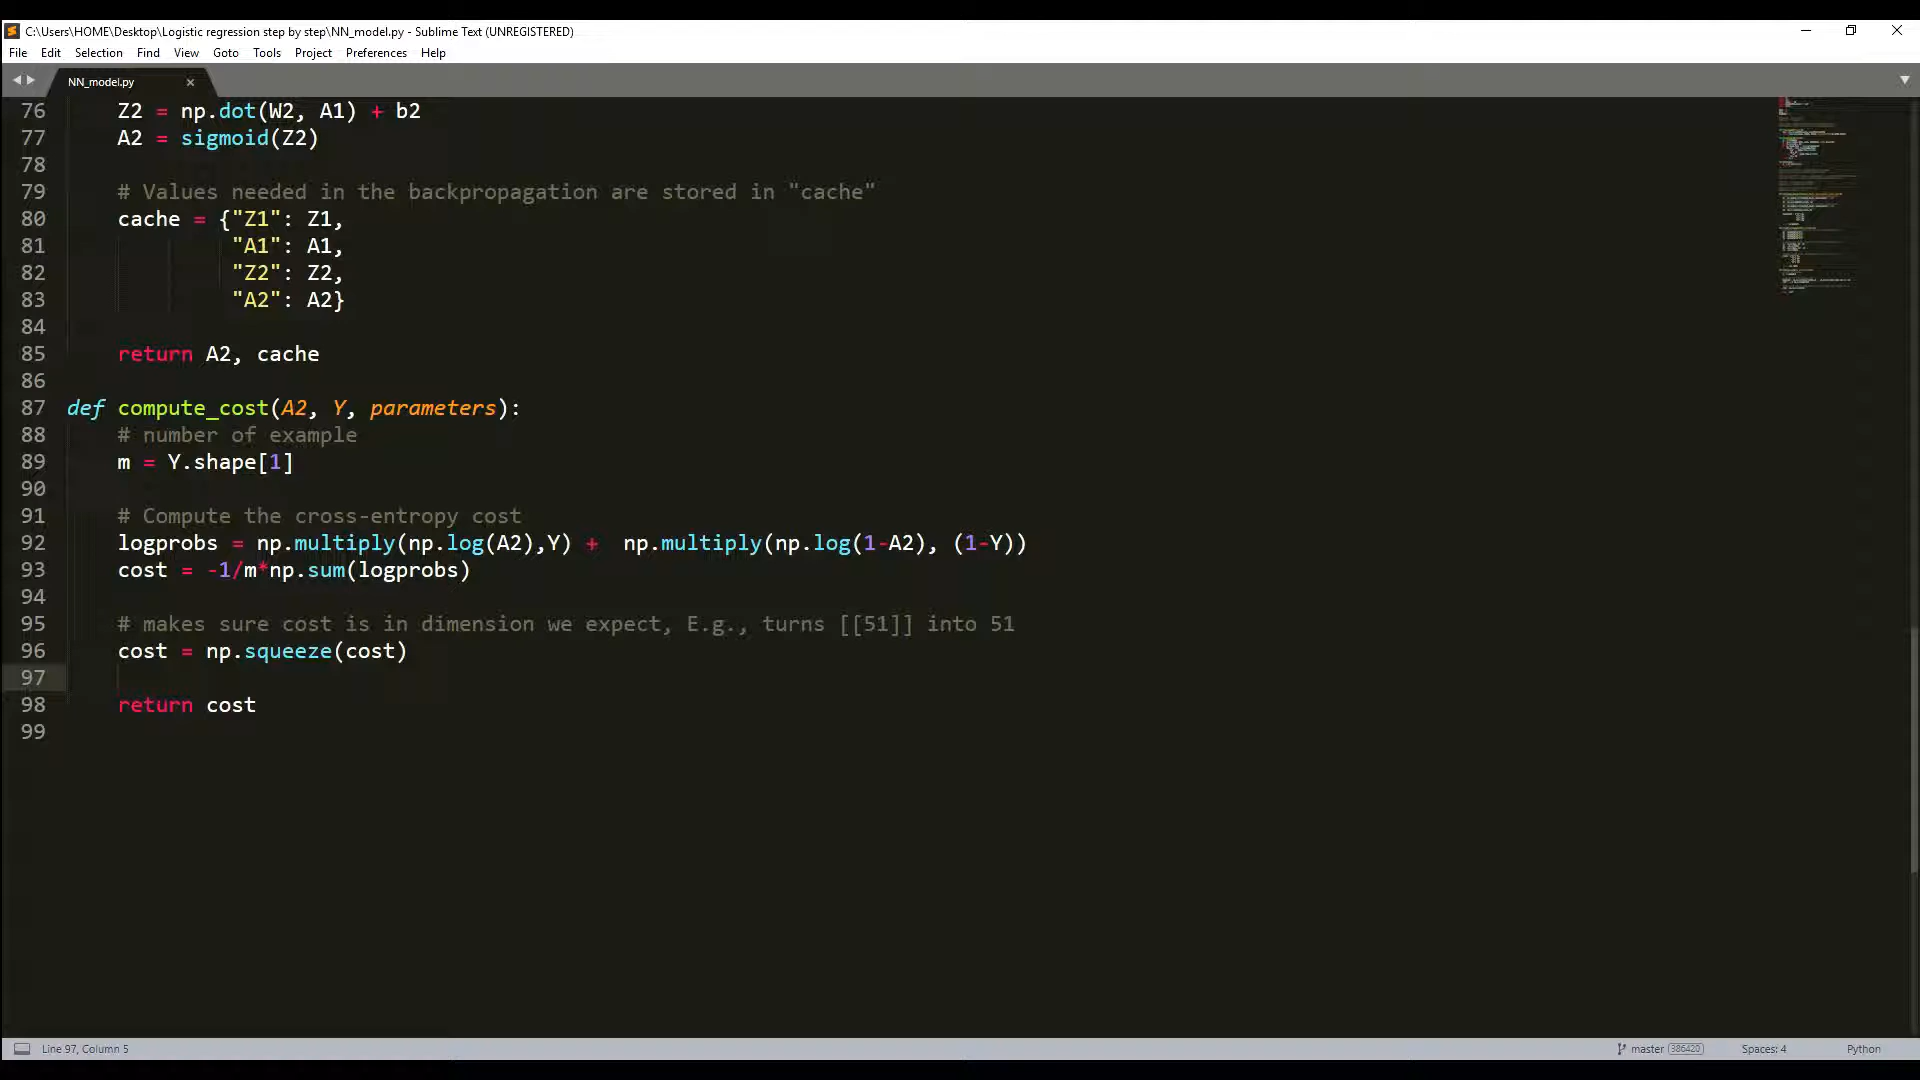 C:\Users\HOME\Desktop\Logistic regression step by step\NN_model.py - Sublime Text (UNREGISTERED)
File Edit Selection Find View Goto Tools Project Preferences Help
NN_model.py
76 Z2 = np.dot(W2, A1) + b2
77 A2 = sigmoid(Z2)
78
79 # Values needed in the backpropagation are stored in "cache"
80 cache = {"Z1": Z1,
81 "A1": A1,
82 "Z2": Z2,
83 "A2": A2}
84
85 return A2, cache
86
87 def compute_cost(A2, Y, parameters):
88 # number of example
89 m = Y.shape[1]
90
91 # Compute the cross-entropy cost
92 logprobs = np.multiply(np.log(A2),Y) +  np.multiply(np.log(1-A2), (1-Y))
93 cost = -1/m*np.sum(logprobs)
94
95 # makes sure cost is in dimension we expect, E.g., turns [[51]] into 51
96 cost = np.squeeze(cost)
97
98 return cost
99
Line 97, Column 5 master 386420 Spaces: 4 Python